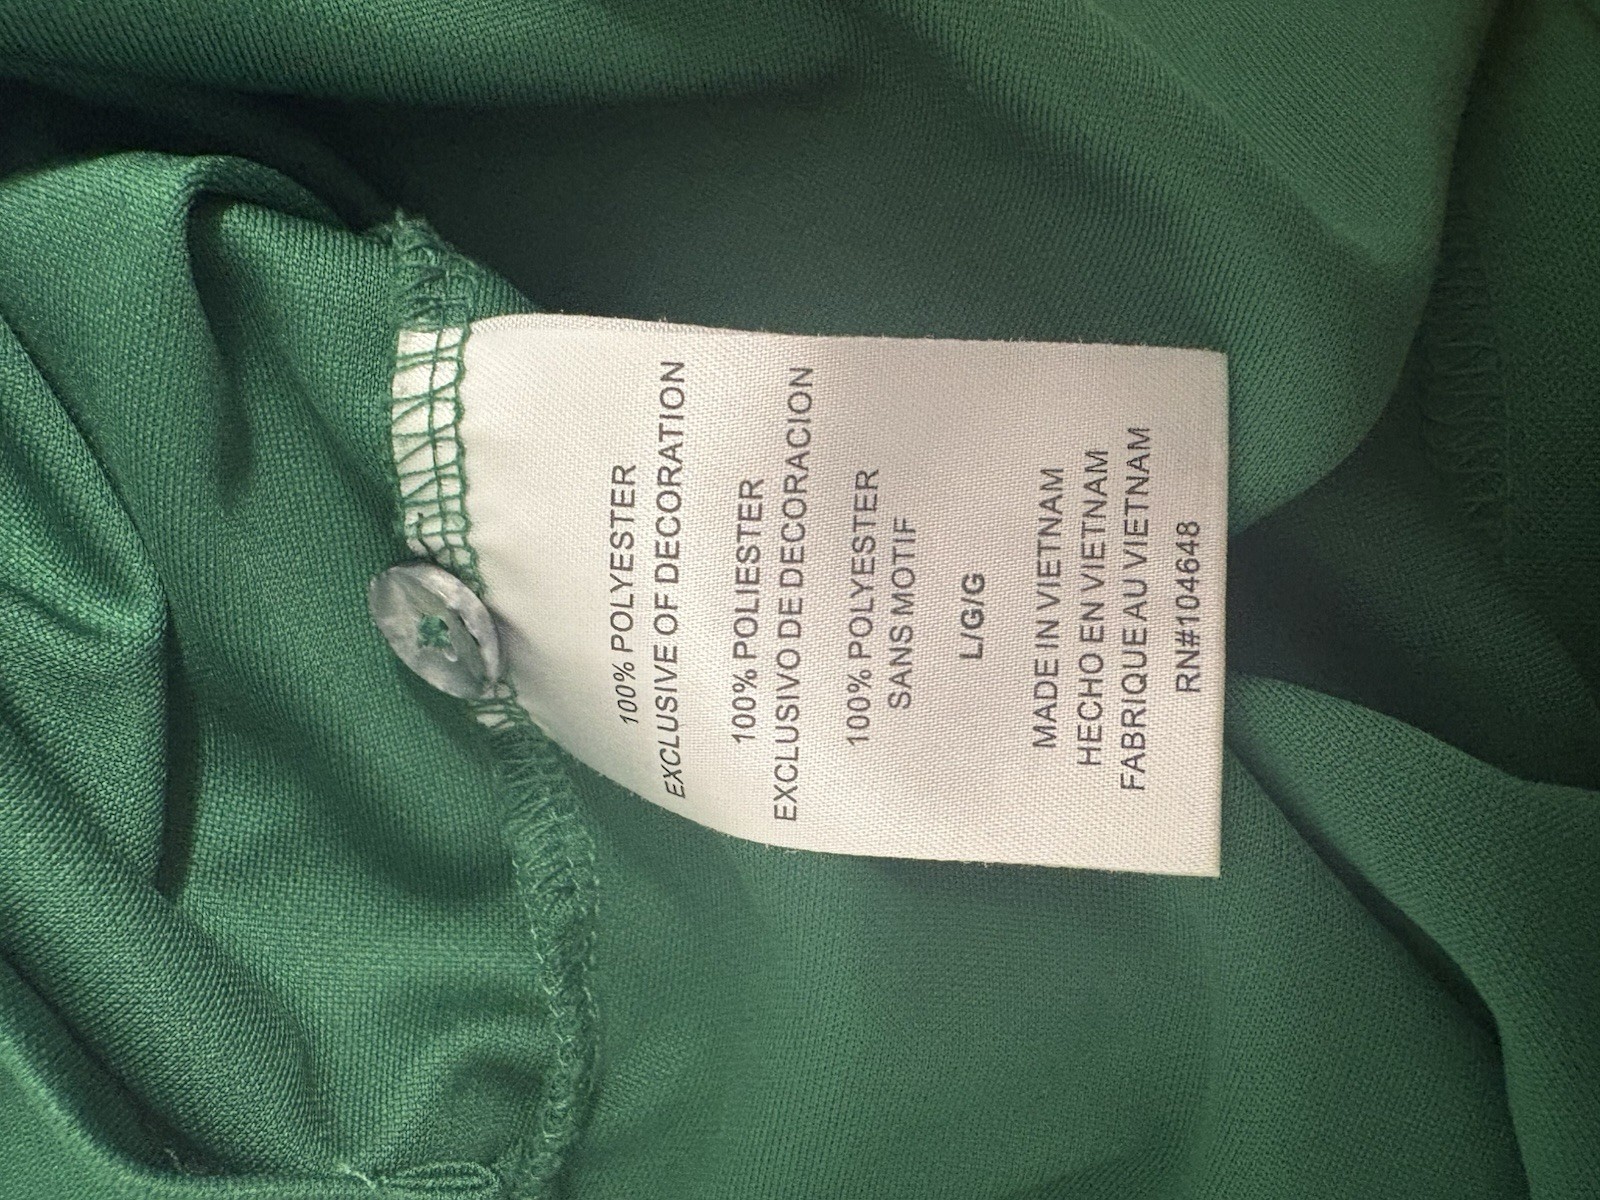 100% POLYESTER
EXCLUSIVE OF DECORATION
100% POLIESTER
EXCLUSIVO DE DECORACION
100% POLYESTER
SANS MOTIF
L/G/G
MADE IN VIETNAM
HECHO EN VIETNAM
FABRIQUE AU VIETNAM
RN#104648